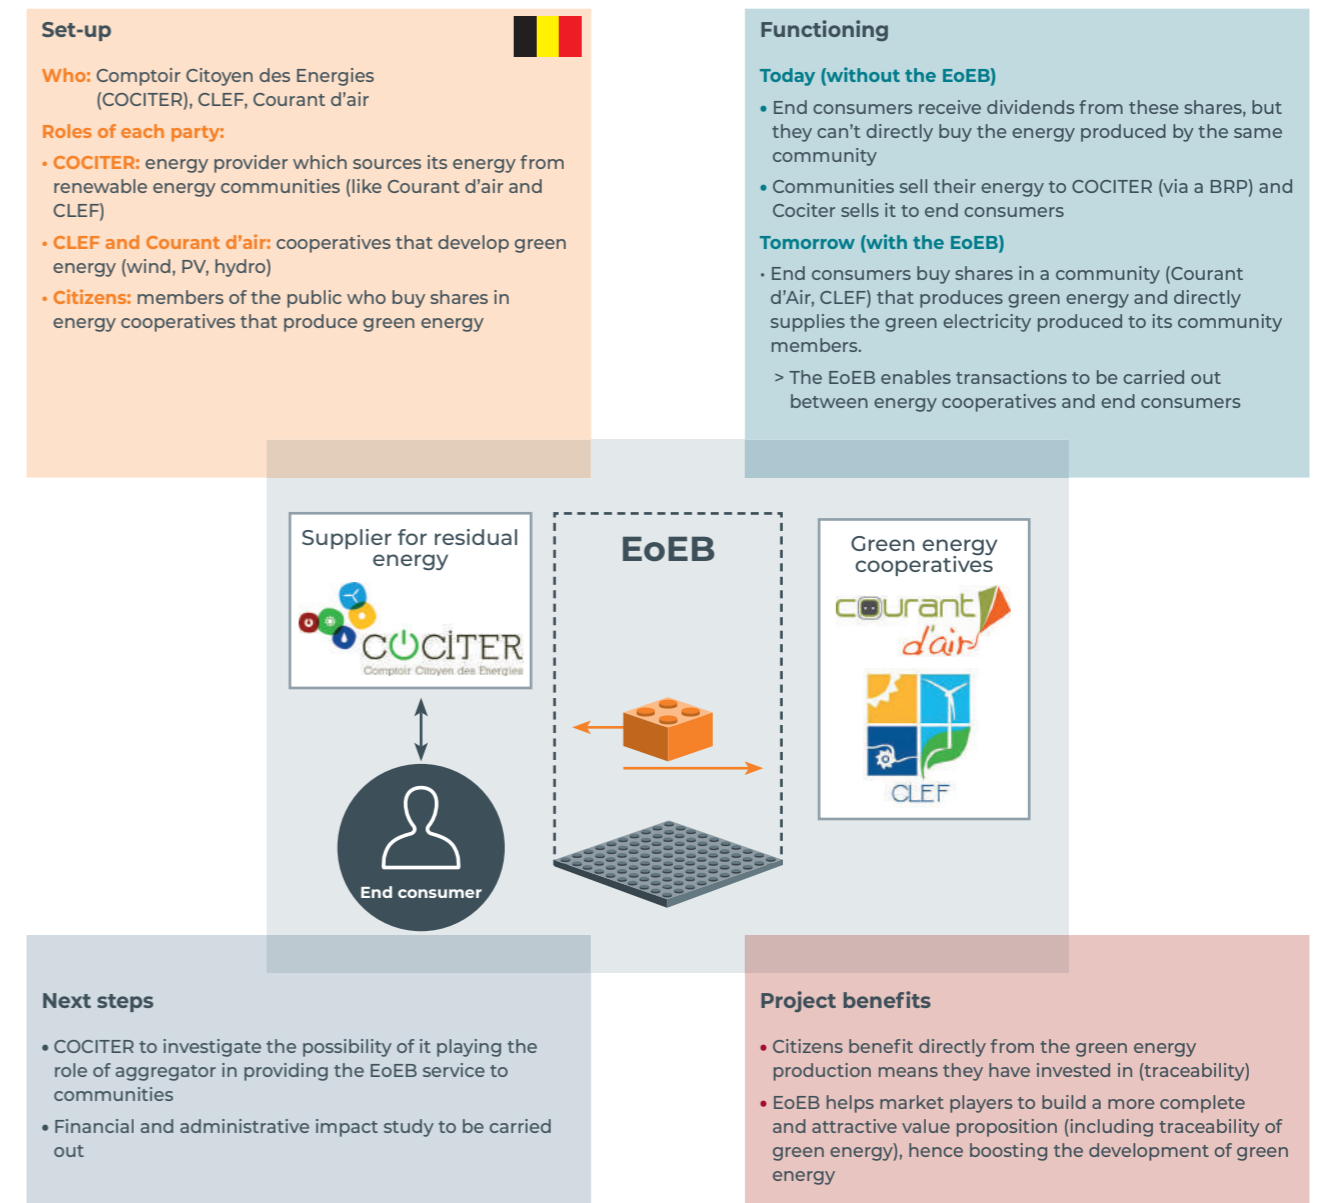 Set-up
Who: Comptoir Citoyen des Energies
(COCITER), CLEF, Courant d'air
Roles of each party:
• COCITER: energy provider which sources its energy from
renewable energy communities (like Courant d'air and
CLEF)
• CLEF and Courant d'air: cooperatives that develop green
energy (wind, PV, hydro)
• Citizens: members of the public who buy shares in
energy cooperatives that produce green energy
Functioning
Today (without the EoEB)
• End consumers receive dividends from these shares, but
they can't directly buy the energy produced by the same
community
• Communities sell their energy to COCITER (via a BRP) and
Cociter sells it to end consumers
Tomorrow (with the EoEB)
• End consumers buy shares in a community (Courant
d'Air, CLEF) that produces green energy and directly
supplies the green electricity produced to its community
members.
> The EoEB enables transactions to be carried out
between energy cooperatives and end consumers
Supplier for residual
energy
COCiTER
Comptoir Citoyen des Energies
End consumer
EoEB
Green energy
cooperatives
courant
d'air
CLEF
Next steps
• COCITER to investigate the possibility of it playing the
role of aggregator in providing the EoEB service to
communities
• Financial and administrative impact study to be carried
out
Project benefits
• Citizens benefit directly from the green energy
production means they have invested in (traceability)
• EoEB helps market players to build a more complete
and attractive value proposition (including traceability of
green energy), hence boosting the development of green
energy